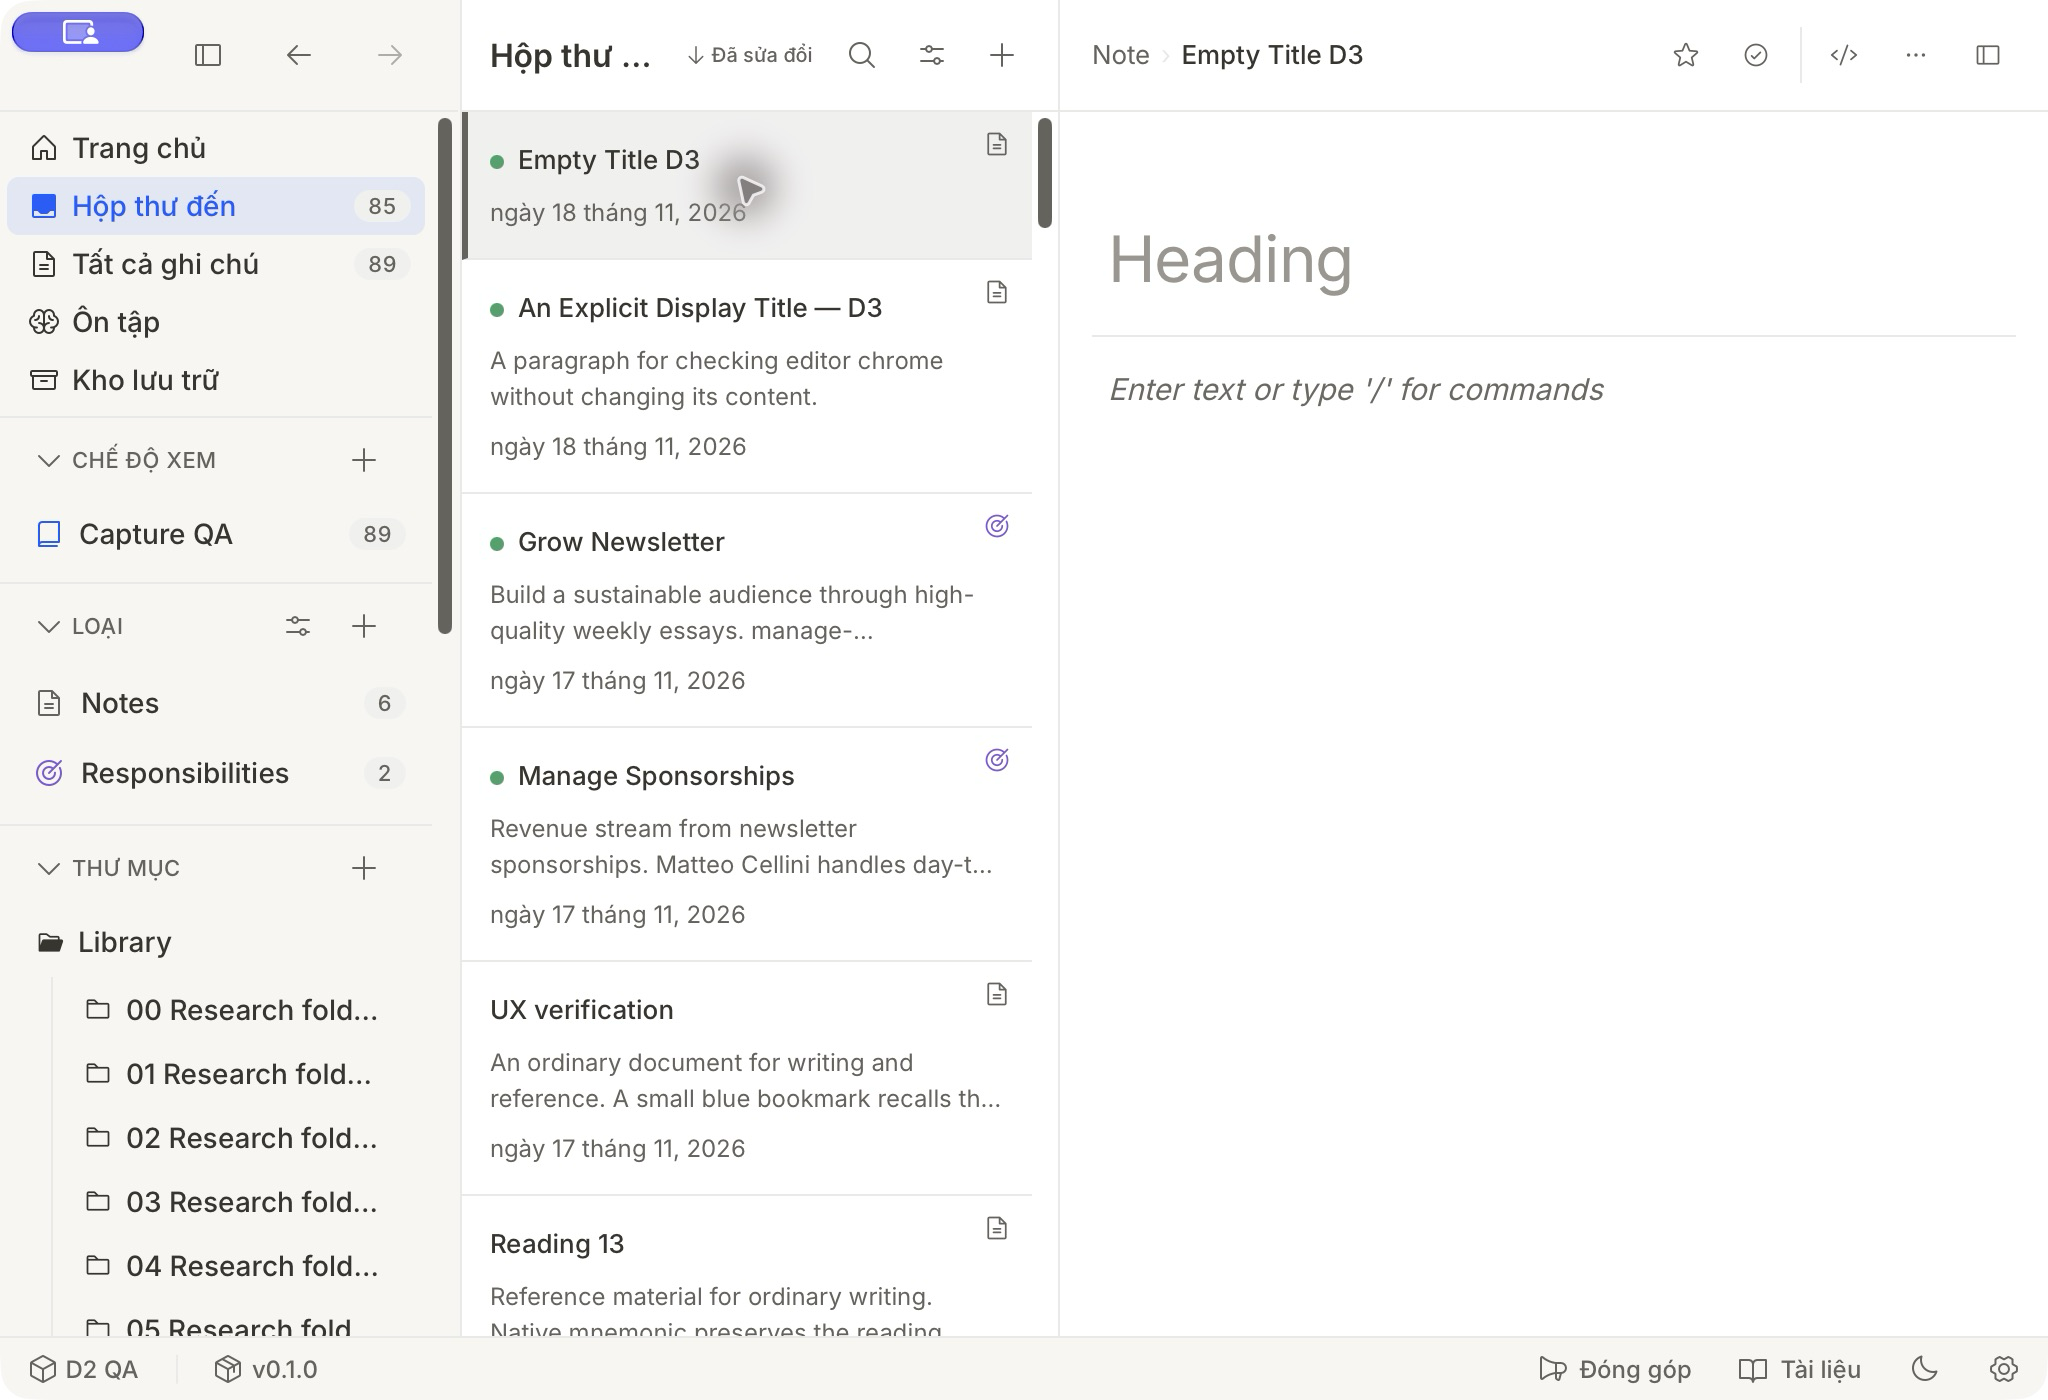 Trang chủ
Hộp thư đến 85
Tất cả ghi chú 89
Ôn tập
Kho lưu trữ
CHẾ ĐỘ XEM
Capture QA 89
LOẠI
Notes 6
Responsibilities 2
THƯ MỤC
Library
00 Research fold...
01 Research fold...
02 Research fold...
03 Research fold...
04 Research fold...
05 Research fold
Hộp thư ... Đã sửa đổi
Empty Title D3
ngày 18 tháng 11, 2026
An Explicit Display Title — D3
A paragraph for checking editor chrome
without changing its content.
ngày 18 tháng 11, 2026
Grow Newsletter
Build a sustainable audience through high-
quality weekly essays. manage-...
ngày 17 tháng 11, 2026
Manage Sponsorships
Revenue stream from newsletter
sponsorships. Matteo Cellini handles day-t...
ngày 17 tháng 11, 2026
UX verification
An ordinary document for writing and
reference. A small blue bookmark recalls th...
ngày 17 tháng 11, 2026
Reading 13
Reference material for ordinary writing.
Native mnemonic preserves the reading
Note › Empty Title D3
Heading
Enter text or type '/' for commands
D2 QA v0.1.0 Đóng góp Tài liệu